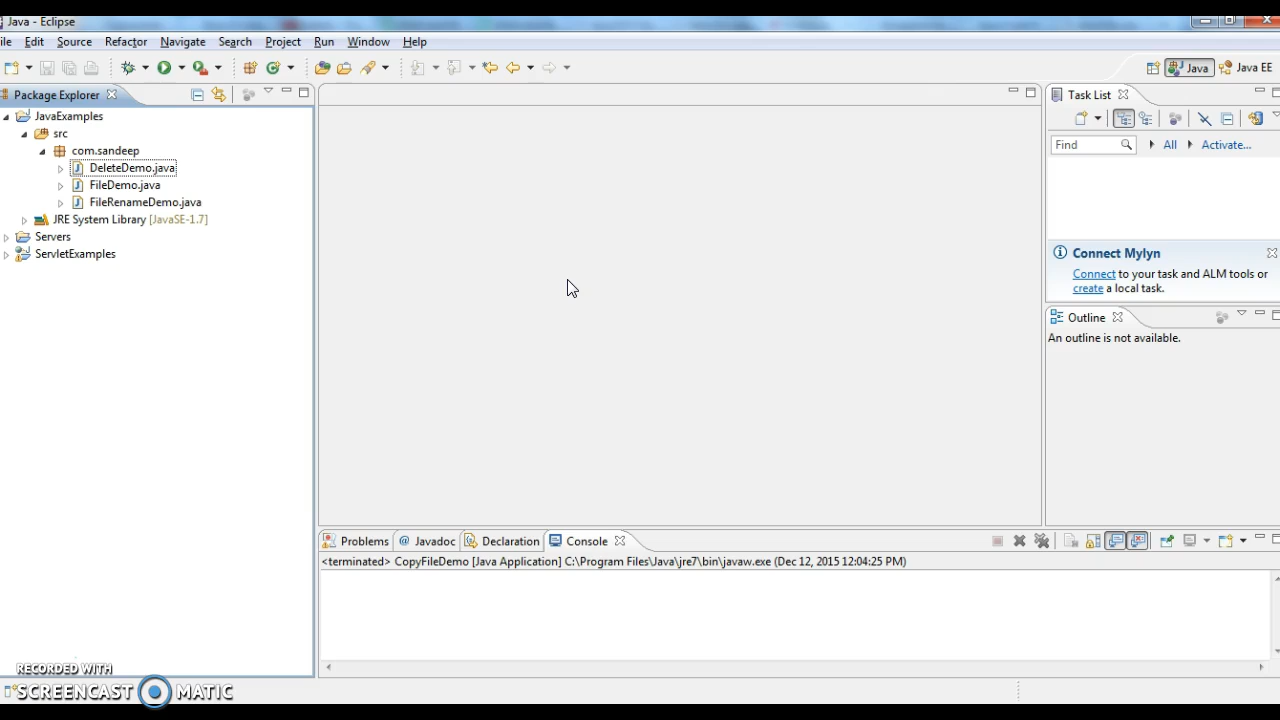 Java - Eclipse
ile Edit Source Refactor Navigate Search Project Run Window Help
Java Java EE
Package Explorer
JavaExamples
src
com.sandeep
DeleteDemo.java
FileDemo.java
FileRenameDemo.java
JRE System Library [JavaSE-1.7]
Servers
ServletExamples
Task List
Find All Activate...
Connect Mylyn
Connect to your task and ALM tools or
create a local task.
Outline
An outline is not available.
Problems Javadoc Declaration Console
<terminated> CopyFileDemo [Java Application] C:\Program Files\Java\jre7\bin\javaw.exe (Dec 12, 2015 12:04:25 PM)
RECORDED WITH
SCREENCAST MATIC